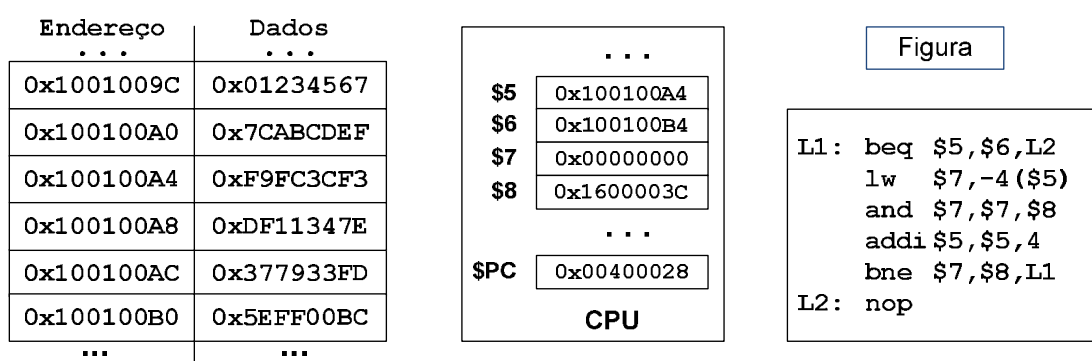 Endereço Dados
... ...
0x1001009C 0x01234567
0x100100A0 0x7CABCDEF
0x100100A4 0xF9FC3CF3
0x100100A8 0xDF11347E
0x100100AC 0x377933FD
0x100100B0 0x5EFF00BC
... ...
...
$5 0x100100A4
$6 0x100100B4
$7 0x00000000
$8 0x1600003C
...
$PC 0x00400028
CPU
Figura
L1: beq $5,$6,L2
lw $7,-4($5)
and $7,$7,$8
addi $5,$5,4
bne $7,$8,L1
L2: nop